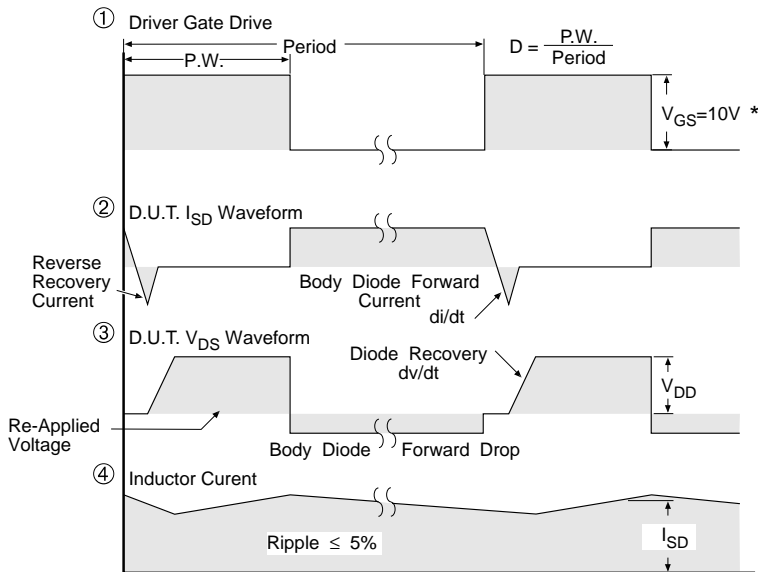 ① Driver Gate Drive
Period
P.W.
D = P.W. / Period
V_GS=10V *
② D.U.T. I_SD Waveform
Reverse
Recovery
Current
Body Diode Forward
Current
di/dt
③ D.U.T. V_DS Waveform
Diode Recovery
dv/dt
V_DD
Re-Applied
Voltage
Body Diode Forward Drop
④ Inductor Curent
Ripple ≤ 5%
I_SD